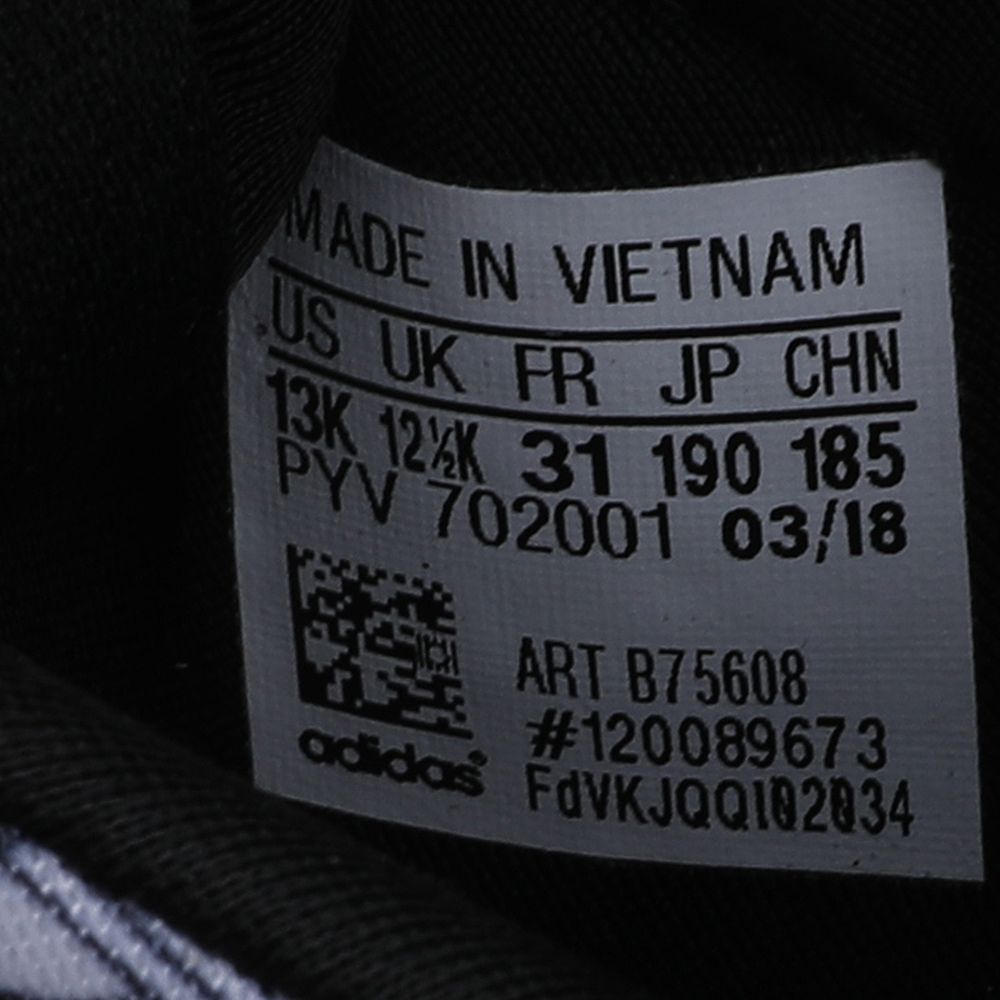 MADE IN VIETNAM
US UK FR JP CHN
13K 12½K 31 190 185
PYV 702001 03/18
ART B75608
#120089673
adidas®
FdVKJQQI02034